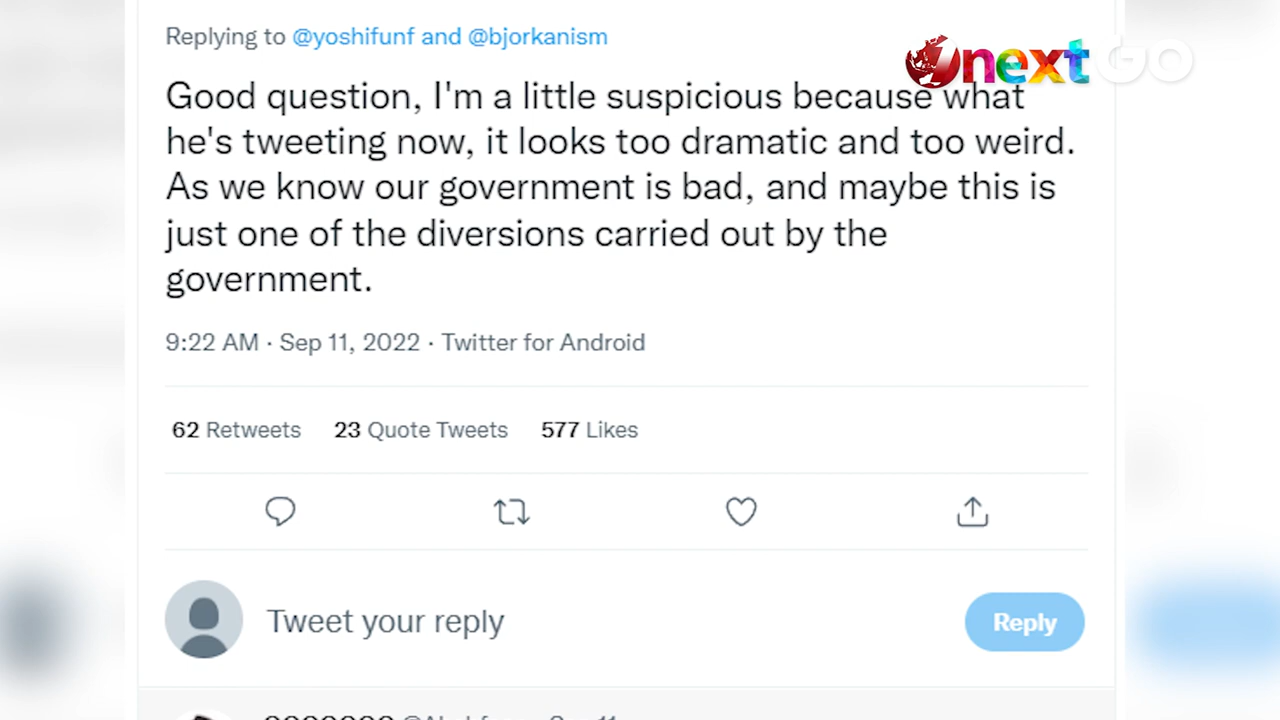 Replying to @yoshifunf and @bjorkanism
next GO
Good question, I'm a little suspicious because what
he's tweeting now, it looks too dramatic and too weird.
As we know our government is bad, and maybe this is
just one of the diversions carried out by the
government.
9:22 AM · Sep 11, 2022 · Twitter for Android
62 Retweets 23 Quote Tweets 577 Likes
Tweet your reply
Reply